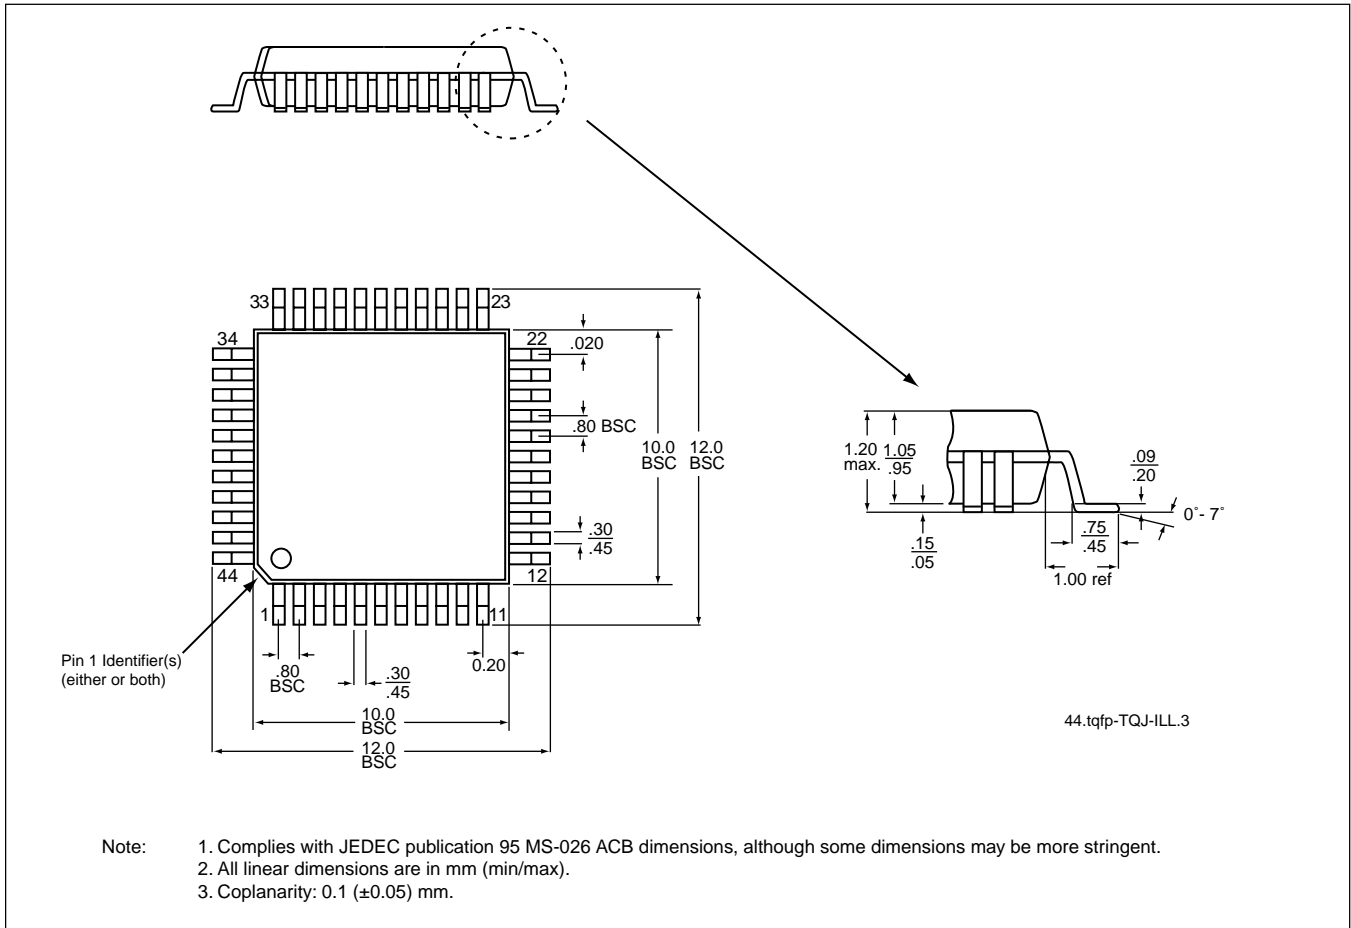 33
23
34
22
.020
.80 BSC
10.0
BSC
12.0
BSC
.30
.45
44
12
1
11
Pin 1 Identifier(s)
(either or both)
.80
BSC
.30
.45
0.20
10.0
BSC
12.0
BSC
1.20
max.
1.05
.95
.09
.20
0˚- 7˚
.15
.05
.75
.45
1.00 ref
44.tqfp-TQJ-ILL.3
Note: 1. Complies with JEDEC publication 95 MS-026 ACB dimensions, although some dimensions may be more stringent.
2. All linear dimensions are in mm (min/max).
3. Coplanarity: 0.1 (±0.05) mm.